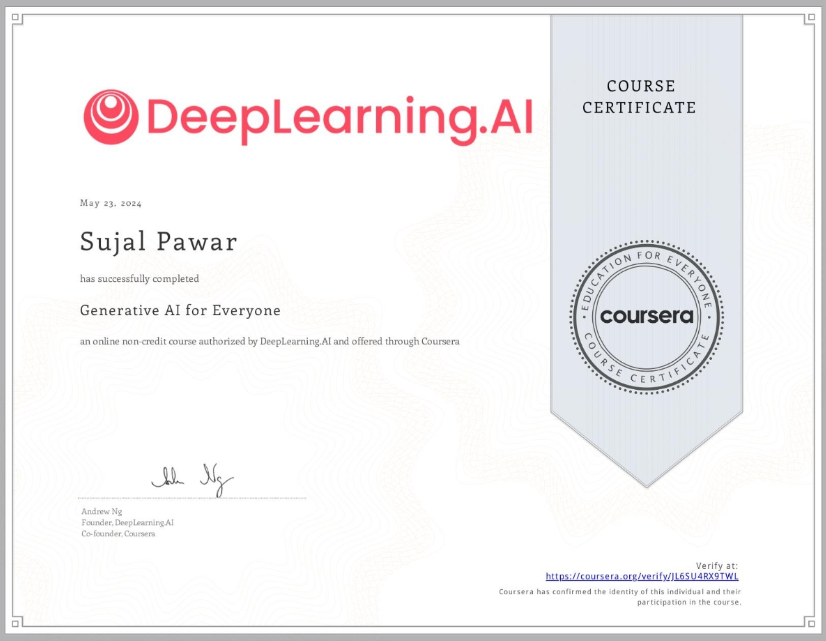 DeepLearning.AI
COURSE
CERTIFICATE
May 23, 2024
Sujal Pawar
has successfully completed
Generative AI for Everyone
an online non-credit course authorized by DeepLearning.AI and offered through Coursera
EDUCATION FOR EVERYONE
coursera
COURSE CERTIFICATE
Andrew Ng
Founder, DeepLearning.AI
Co-founder, Coursera
Verify at:
https://coursera.org/verify/JL6SU4RX9TWL
Coursera has confirmed the identity of this individual and their
participation in the course.